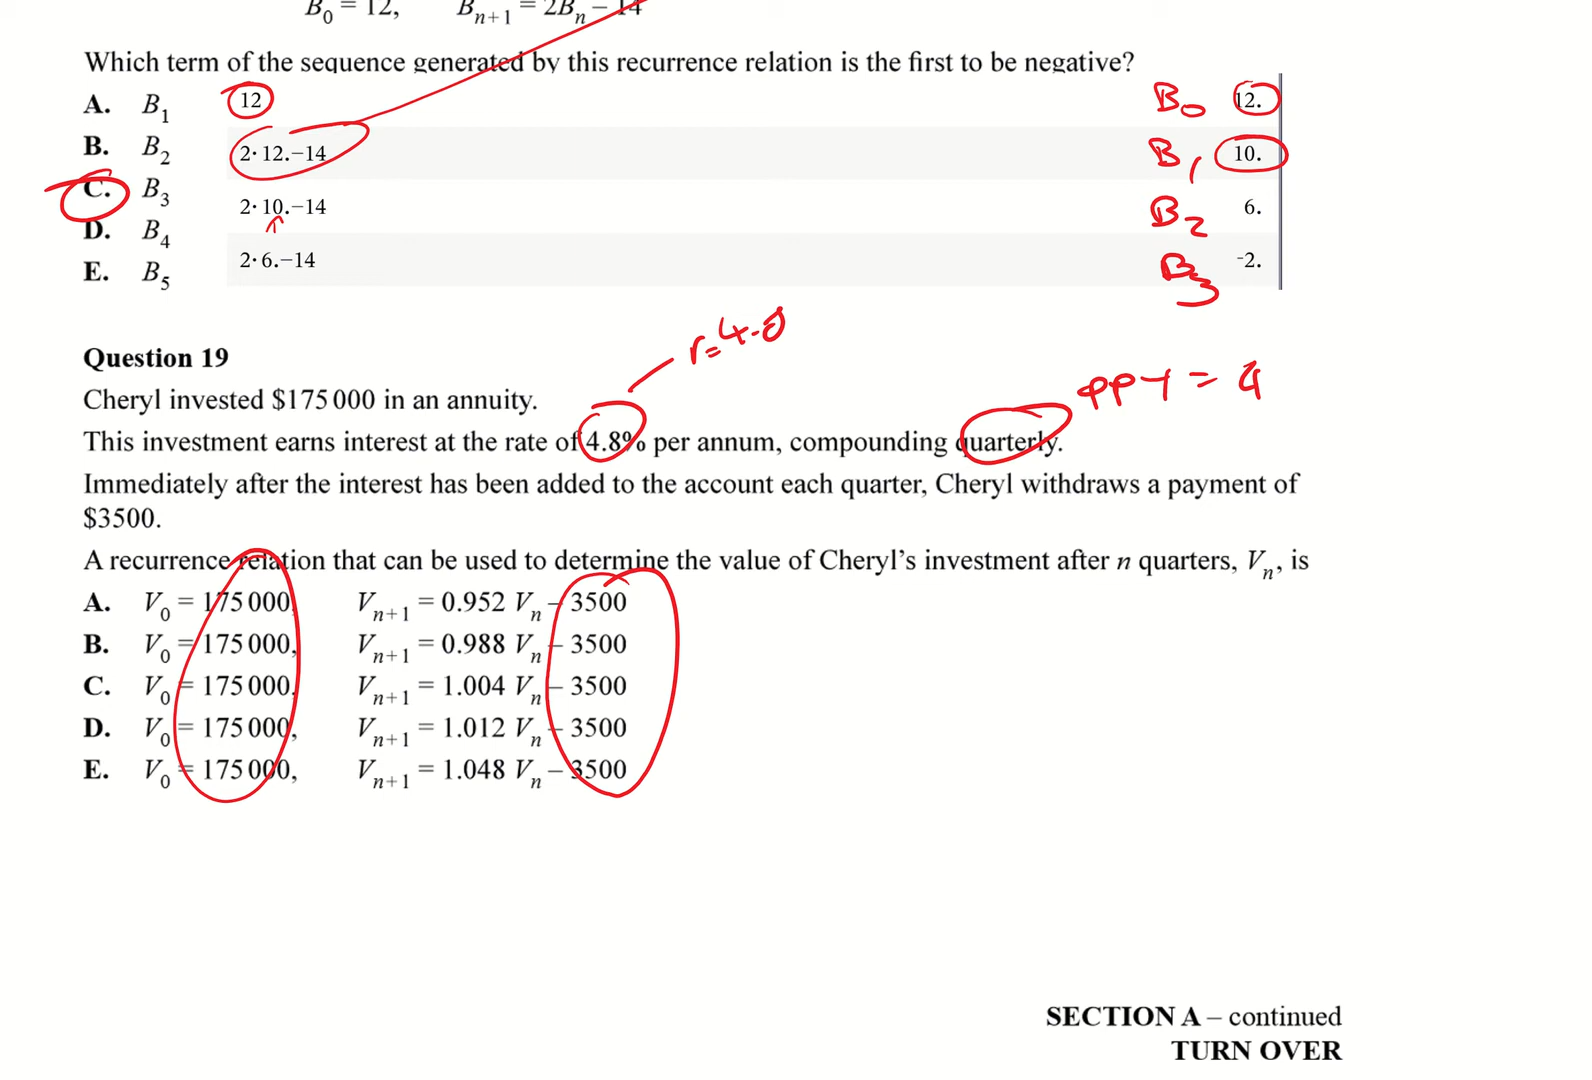 B₀ = 12, Bₙ₊₁ = 2Bₙ – 14
Which term of the sequence generated by this recurrence relation is the first to be negative?
A. B₁ 12 B₀ 12.
B. B₂ 2·12.−14 B₁ 10.
C. B₃ 2·10.−14 B₂ 6.
D. B₄
E. B₅ 2·6.−14 B₃ -2.
r=4.8
Question 19
Cheryl invested $175 000 in an annuity. PPY = 4
This investment earns interest at the rate of 4.8% per annum, compounding quarterly.
Immediately after the interest has been added to the account each quarter, Cheryl withdraws a payment of
$3500.
A recurrence relation that can be used to determine the value of Cheryl’s investment after n quarters, Vₙ, is
A. V₀ = 175 000, Vₙ₊₁ = 0.952 Vₙ – 3500
B. V₀ = 175 000, Vₙ₊₁ = 0.988 Vₙ – 3500
C. V₀ = 175 000, Vₙ₊₁ = 1.004 Vₙ – 3500
D. V₀ = 175 000, Vₙ₊₁ = 1.012 Vₙ – 3500
E. V₀ = 175 000, Vₙ₊₁ = 1.048 Vₙ – 3500
SECTION A – continued
TURN OVER